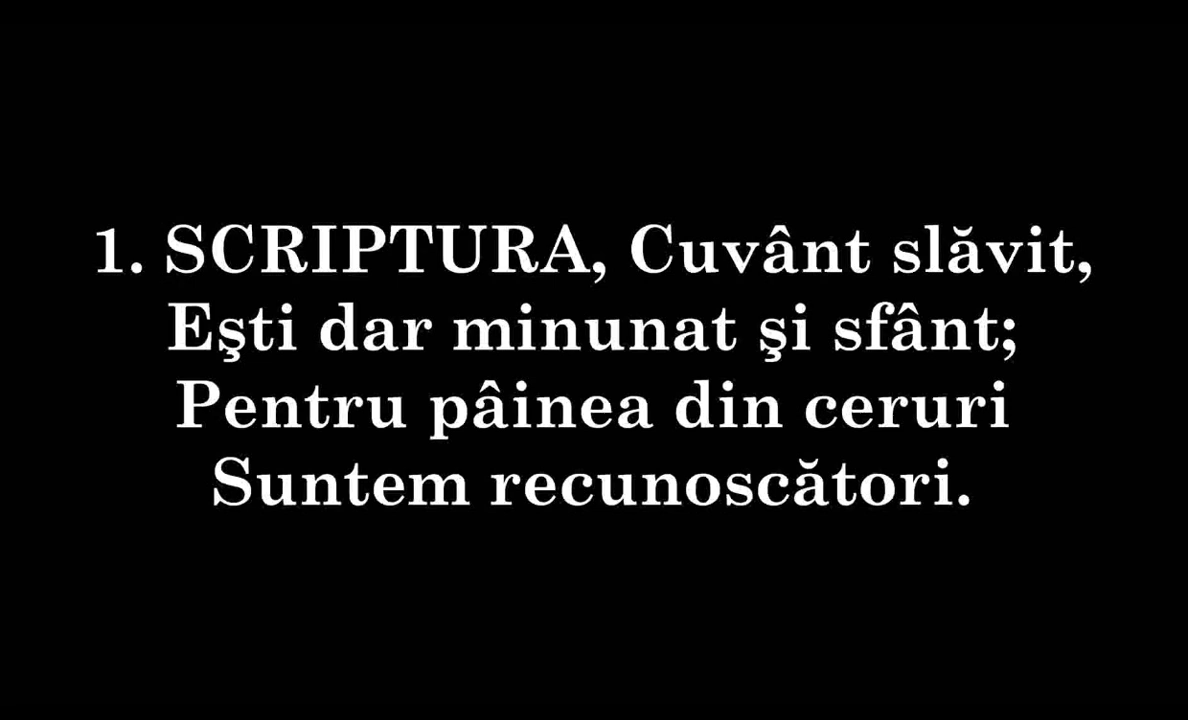 1. SCRIPTURA, Cuvânt slăvit,
Eşti dar minunat şi sfânt;
Pentru pâinea din ceruri
Suntem recunoscători.